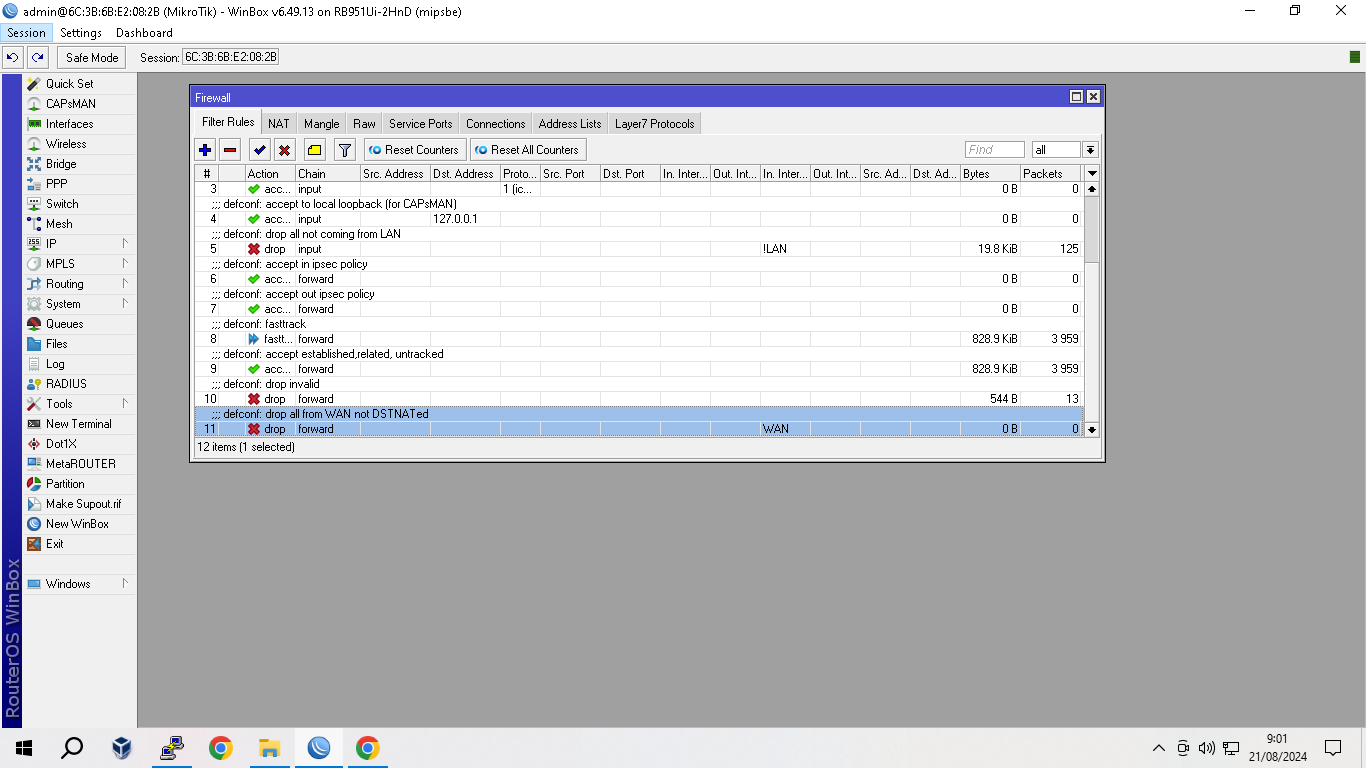 admin@6C:3B:6B:E2:08:2B (MikroTik) - WinBox v6.49.13 on RB951Ui-2HnD (mipsbe)
Session Settings Dashboard
Safe Mode Session: 6C:3B:6B:E2:08:2B
Quick Set
CAPsMAN
Interfaces
Wireless
Bridge
PPP
Switch
Mesh
IP
MPLS
Routing
System
Queues
Files
Log
RADIUS
Tools
New Terminal
Dot1X
MetaROUTER
Partition
Make Supout.rif
New WinBox
Exit
Windows
RouterOS WinBox
Firewall
Filter Rules NAT Mangle Raw Service Ports Connections Address Lists Layer7 Protocols
Reset Counters Reset All Counters Find all
# Action Chain Src. Address Dst. Address Proto... Src. Port Dst. Port In. Inter... Out. Int... In. Inter... Out. Int... Src. Ad... Dst. Ad... Bytes Packets
3 acc... input 1 (ic... 0 B 0
;;; defconf: accept to local loopback (for CAPsMAN)
4 acc... input 127.0.0.1 0 B 0
;;; defconf: drop all not coming from LAN
5 drop input !LAN 19.8 KiB 125
;;; defconf: accept in ipsec policy
6 acc... forward 0 B 0
;;; defconf: accept out ipsec policy
7 acc... forward 0 B 0
;;; defconf: fasttrack
8 fastt... forward 828.9 KiB 3 959
;;; defconf: accept established,related, untracked
9 acc... forward 828.9 KiB 3 959
;;; defconf: drop invalid
10 drop forward 544 B 13
;;; defconf: drop all from WAN not DSTNATed
11 drop forward WAN 0 B 0
12 items (1 selected)
9:01
21/08/2024